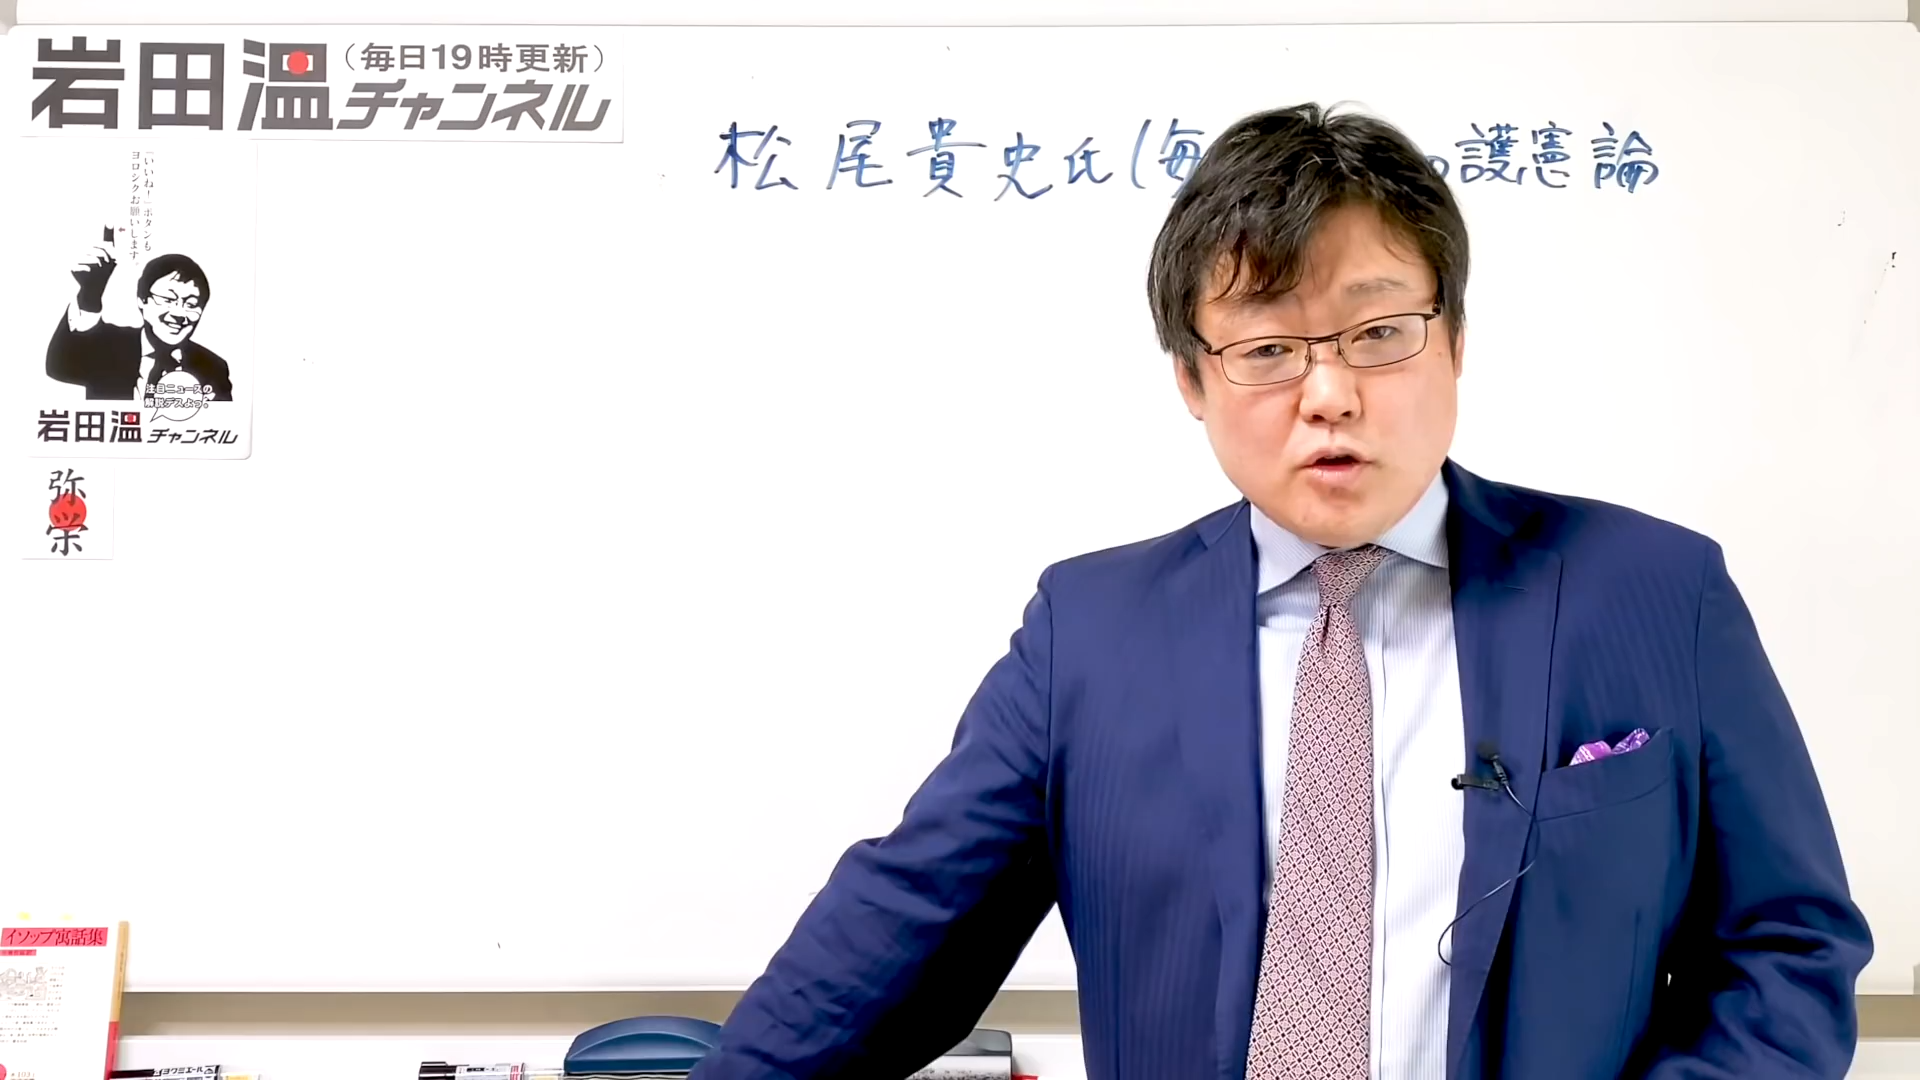 岩田温（毎日19時更新）
チャンネル
松尾貴史氏(毎 の護憲論
「いいね！」ボタンも
ヨロシクお願いします。
注目ニュースの
解説デスよっ。
岩田温チャンネル
弥栄
イソップ寓話集